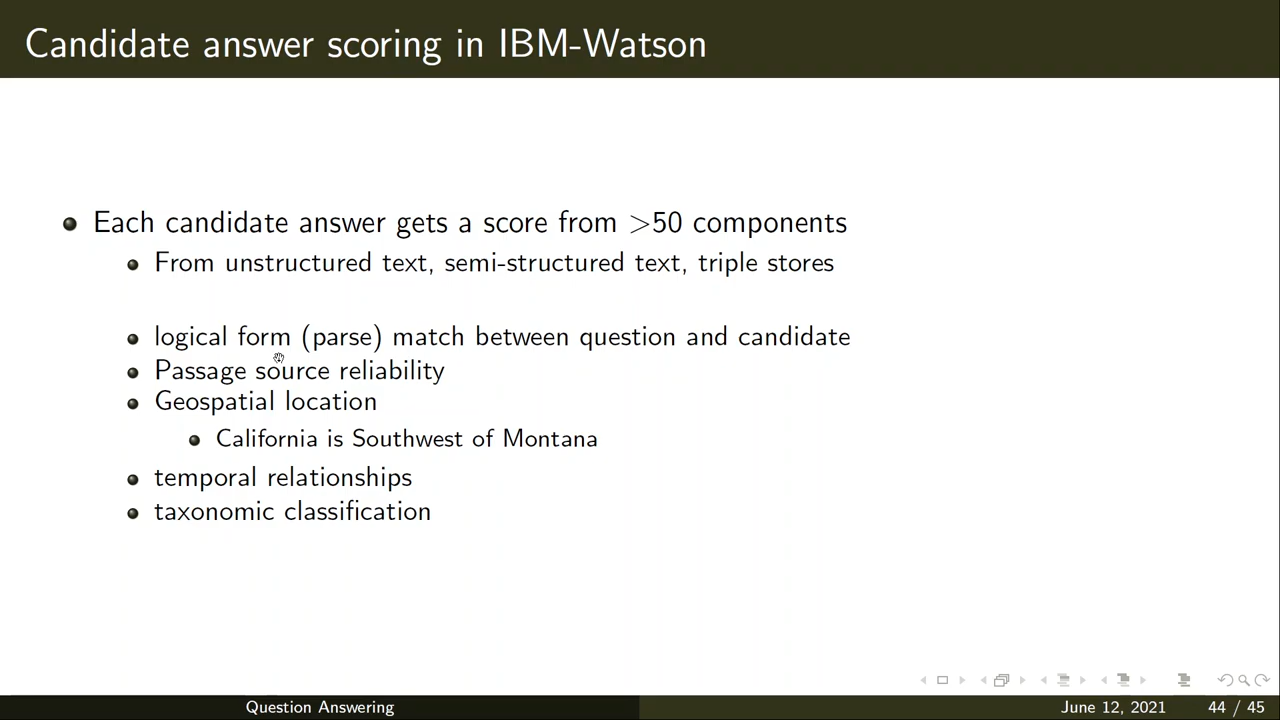 Candidate answer scoring in IBM-Watson
Each candidate answer gets a score from >50 components
From unstructured text, semi-structured text, triple stores
logical form (parse) match between question and candidate
Passage source reliability
Geospatial location
California is Southwest of Montana
temporal relationships
taxonomic classification
Question Answering June 12, 2021 44 / 45